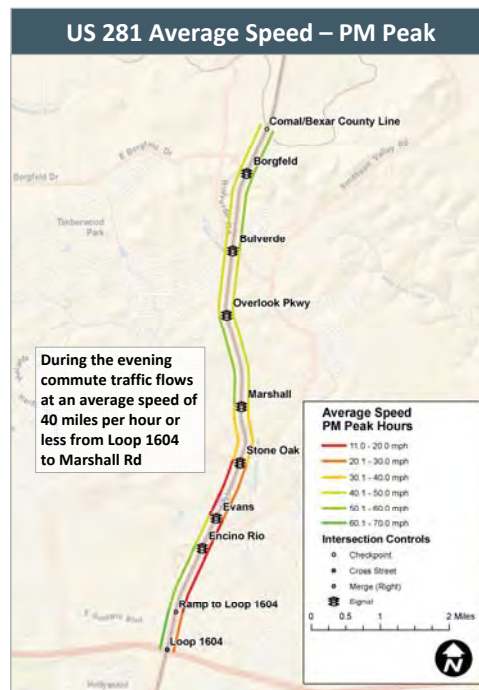 US 281 Average Speed – PM Peak
Comal/Bexar County Line
E Borgfeld Dr
Borgfeld
Borgfeld Dr
Smithson Valley Rd
Timberwood
Park
Bulverde
Overlook Pkwy
During the evening
commute traffic flows
at an average speed of
40 miles per hour or
less from Loop 1604
to Marshall Rd
Marshall
Stone Oak
Evans
Encino Rio
Ramp to Loop 1604
Loop 1604
Hollywood
Average Speed
PM Peak Hours
11.0 - 20.0 mph
20.1 - 30.0 mph
30.1 - 40.0 mph
40.1 - 50.0 mph
50.1 - 60.0 mph
60.1 - 70.0 mph
Intersection Controls
Checkpoint
Cross Street
Merge (Right)
Signal
0 0.5 1 2 Miles
N